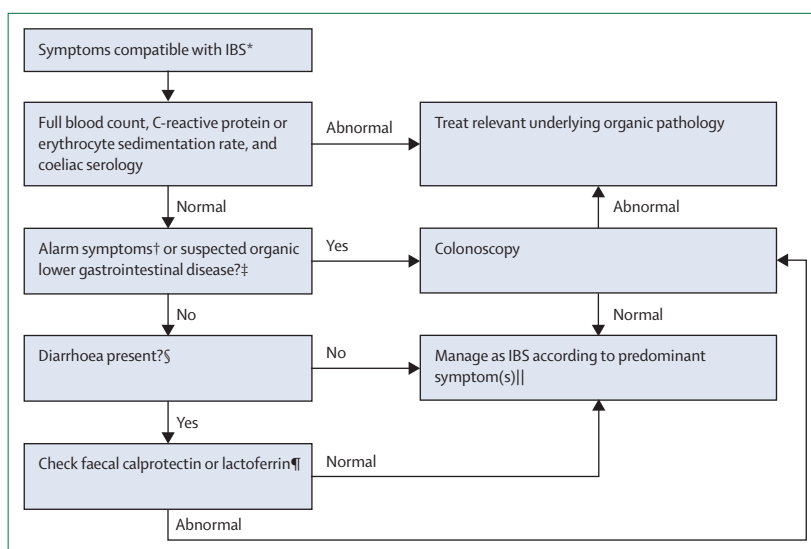 Symptoms compatible with IBS*
Full blood count, C-reactive protein or
erythrocyte sedimentation rate, and
coeliac serology
Abnormal
Treat relevant underlying organic pathology
Normal
Abnormal
Alarm symptoms† or suspected organic
lower gastrointestinal disease?‡
Yes
Colonoscopy
No
Normal
Diarrhoea present?§
No
Manage as IBS according to predominant
symptom(s)||
Yes
Check faecal calprotectin or lactoferrin¶
Normal
Abnormal